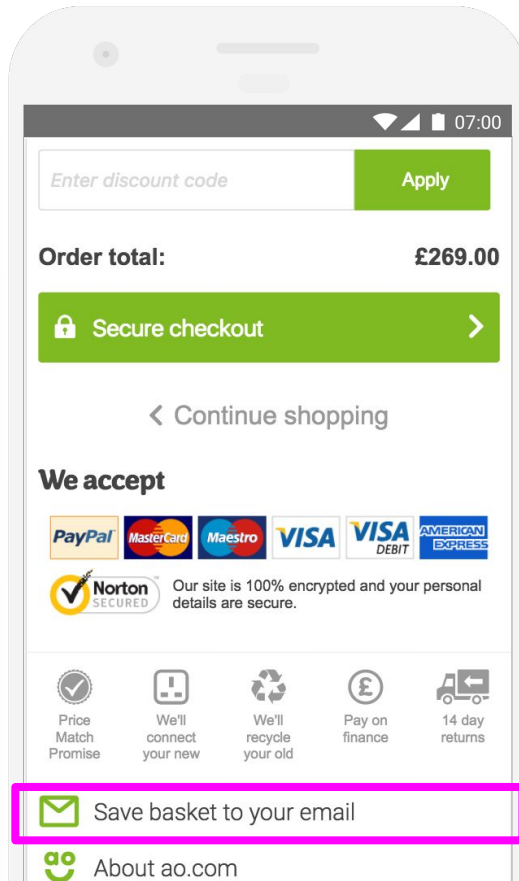 07:00
Enter discount code
Apply
Order total:
£269.00
Secure checkout
Continue shopping
We accept
PayPal
MasterCard
Maestro
VISA
VISA
DEBIT
AMERICAN
EXPRESS
Norton
SECURED
Our site is 100% encrypted and your personal
details are secure.
Price
Match
Promise
We'll
connect
your new
We'll
recycle
your old
Pay on
finance
14 day
returns
Save basket to your email
ao
About ao.com